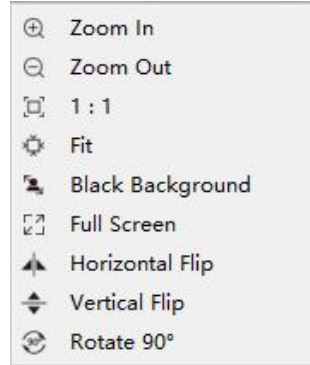 Zoom In
Zoom Out
1 : 1
Fit
Black Background
Full Screen
Horizontal Flip
Vertical Flip
Rotate 90°